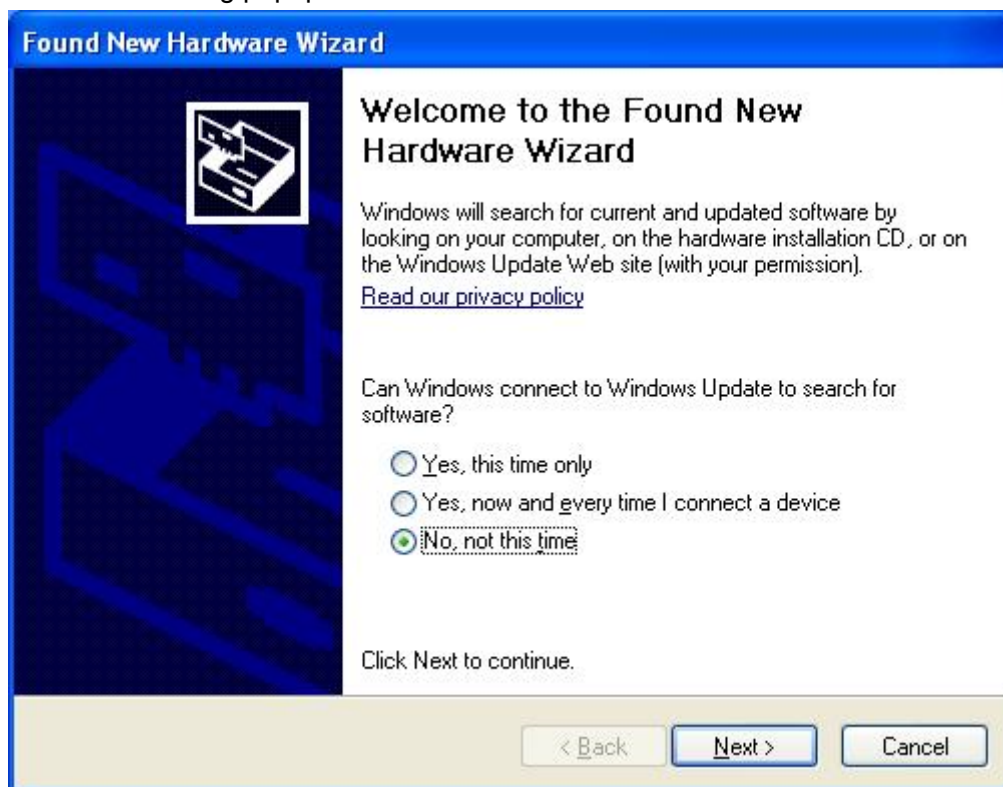 Found New Hardware Wizard
Welcome to the Found New
Hardware Wizard
Windows will search for current and updated software by
looking on your computer, on the hardware installation CD, or on
the Windows Update Web site (with your permission).
Read our privacy policy
Can Windows connect to Windows Update to search for
software?
Yes, this time only
Yes, now and every time I connect a device
No, not this time
Click Next to continue.
< Back Next > Cancel